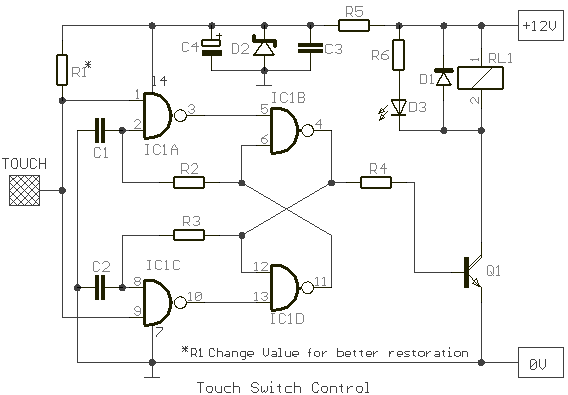 R5
+12V
C4
+
D2
C3
R6
D1
RL1
1
2
R1*
14
IC1B
D3
1
3
5
4
2
6
C1
IC1A
TOUCH
R2
R4
R3
C2
IC1C
8
12
11
Q1
9
10
13
IC1D
7
*R1 Change Value for better restoration
0V
Touch Switch Control